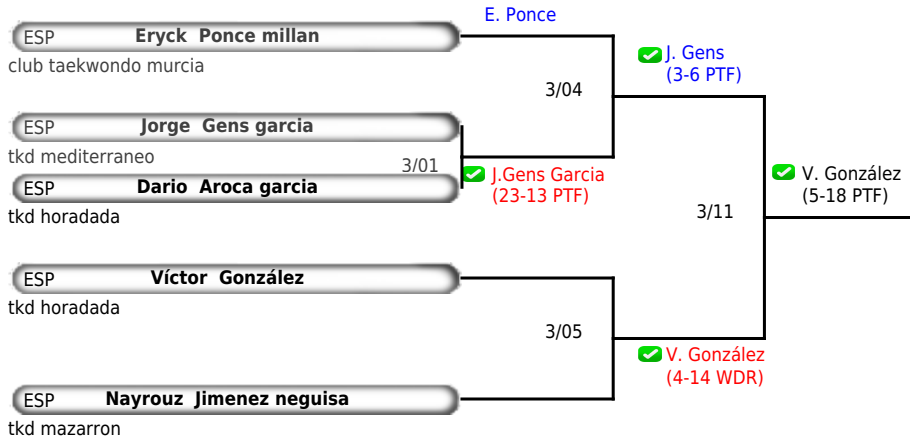 E. Ponce
ESP Eryck Ponce millan
club taekwondo murcia
J. Gens
(3-6 PTF)
3/04
ESP Jorge Gens garcia
tkd mediterraneo
3/01
J.Gens Garcia
(23-13 PTF)
ESP Dario Aroca garcia
tkd horadada
V. González
(5-18 PTF)
3/11
ESP Víctor González
tkd horadada
3/05
V. González
(4-14 WDR)
ESP Nayrouz Jimenez neguisa
tkd mazarron